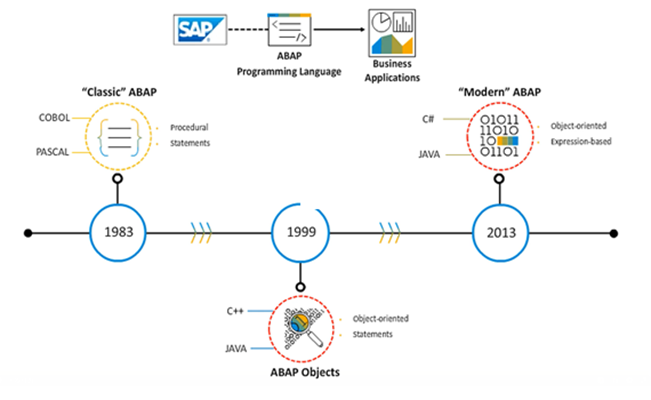 SAP
ABAP
Programming Language
Business
Applications
“Classic” ABAP
COBOL
PASCAL
Procedural
Statements
“Modern” ABAP
C#
JAVA
01011
11010
10
01101
Object-oriented
Expression-based
1983
1999
2013
C++
JAVA
Object-oriented
Statements
ABAP Objects